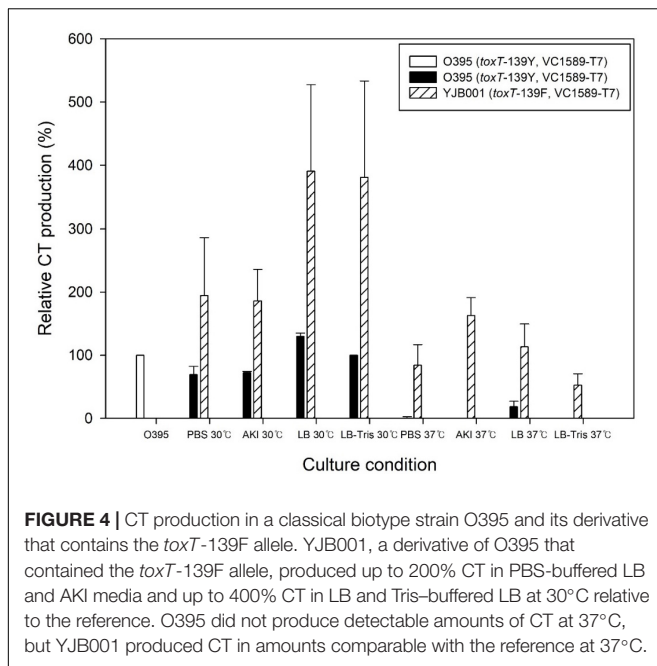 600
500
400
300
200
100
0
Relative CT production (%)
O395 (toxT-139Y, VC1589-T7)
O395 (toxT-139Y, VC1589-T7)
YJB001 (toxT-139F, VC1589-T7)
O395 PBS 30℃ AKI 30℃ LB 30℃ LB-Tris 30℃ PBS 37℃ AKI 37℃ LB 37℃ LB-Tris 37℃
Culture condition
FIGURE 4 | CT production in a classical biotype strain O395 and its derivative
that contains the toxT-139F allele. YJB001, a derivative of O395 that
contained the toxT-139F allele, produced up to 200% CT in PBS-buffered LB
and AKI media and up to 400% CT in LB and Tris–buffered LB at 30°C relative
to the reference. O395 did not produce detectable amounts of CT at 37°C,
but YJB001 produced CT in amounts comparable with the reference at 37°C.